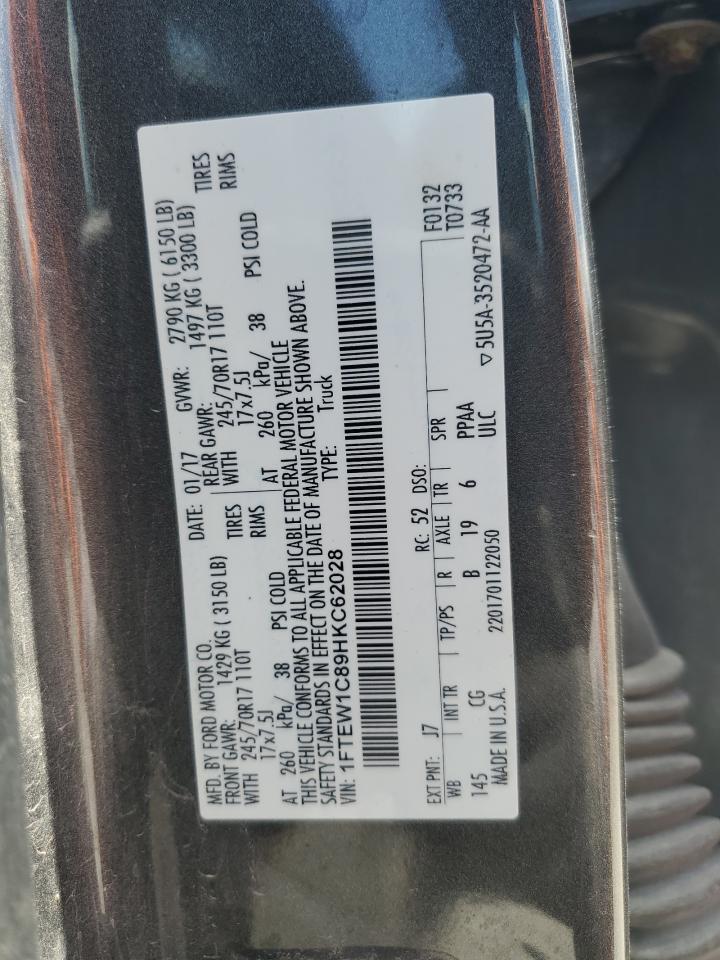 MFD. BY FORD MOTOR CO. DATE: 01/17 GVWR: 2790 KG ( 6150 LB)
FRONT GAWR: 1429 KG ( 3150 LB) REAR GAWR: 1497 KG ( 3300 LB)
WITH 245/70R17 110T TIRES WITH 245/70R17 110T TIRES
17x7.5J RIMS 17x7.5J RIMS
AT 260 kPa/ 38 PSI COLD AT 260 kPa/ 38 PSI COLD
THIS VEHICLE CONFORMS TO ALL APPLICABLE FEDERAL MOTOR VEHICLE
SAFETY STANDARDS IN EFFECT ON THE DATE OF MANUFACTURE SHOWN ABOVE.
VIN: 1FTEW1C89HKC62028 TYPE: Truck
EXT PNT: J7 RC: 52 DSO: F0132
WB INT TR TP/PS R AXLE TR SPR T0733
145 CG B 19 6 PPAA
ULC
MADE IN U.S.A. 2201701122050 ▽5U5A-3520472-AA